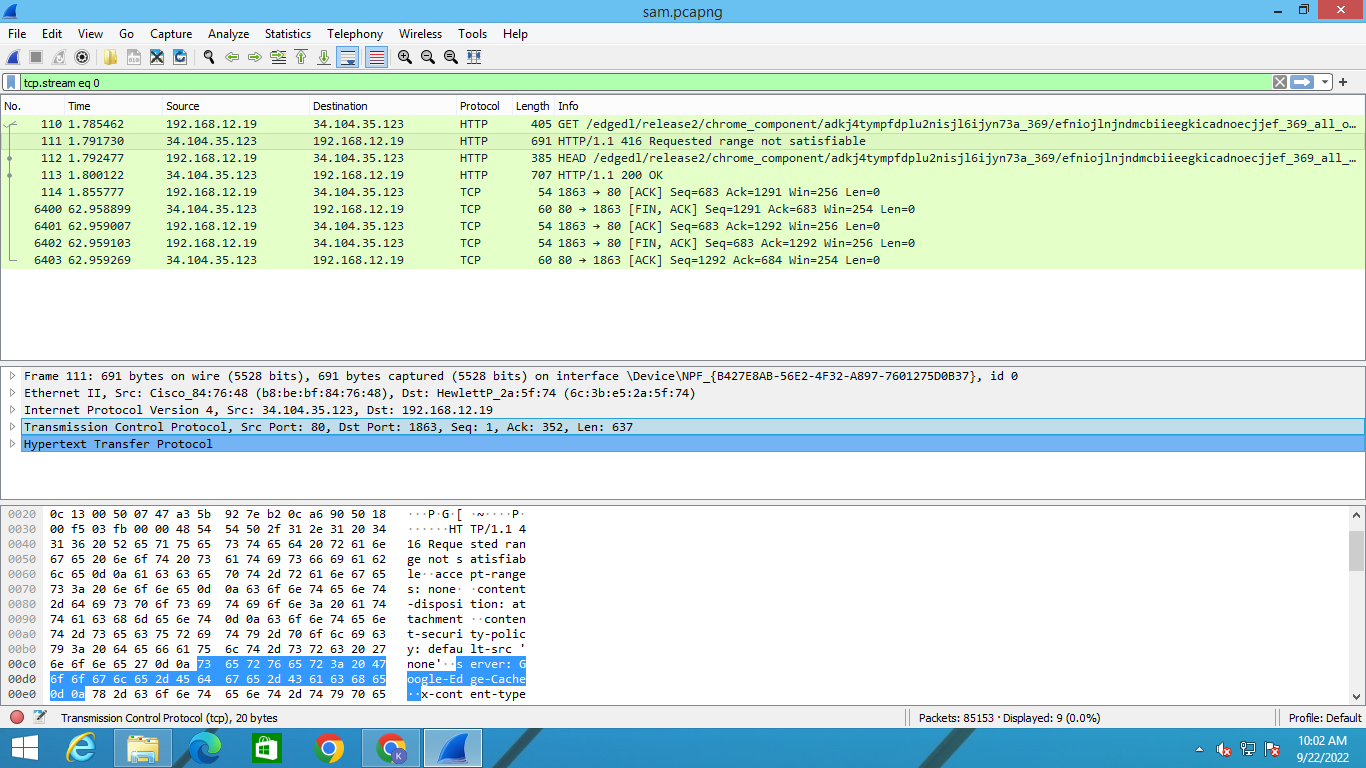 sam.pcapng
File Edit View Go Capture Analyze Statistics Telephony Wireless Tools Help
tcp.stream eq 0
No. Time Source Destination Protocol Length Info
110 1.785462 192.168.12.19 34.104.35.123 HTTP 405 GET /edgedl/release2/chrome_component/adkj4tympfdplu2nisjl6ijyn73a_369/efniojlnjndmcbiieegkicadnoecjjef_369_all_o…
111 1.791730 34.104.35.123 192.168.12.19 HTTP 691 HTTP/1.1 416 Requested range not satisfiable
112 1.792477 192.168.12.19 34.104.35.123 HTTP 385 HEAD /edgedl/release2/chrome_component/adkj4tympfdplu2nisjl6ijyn73a_369/efniojlnjndmcbiieegkicadnoecjjef_369_all_…
113 1.800122 34.104.35.123 192.168.12.19 HTTP 707 HTTP/1.1 200 OK
114 1.855777 192.168.12.19 34.104.35.123 TCP 54 1863 → 80 [ACK] Seq=683 Ack=1291 Win=256 Len=0
6400 62.958899 34.104.35.123 192.168.12.19 TCP 60 80 → 1863 [FIN, ACK] Seq=1291 Ack=683 Win=254 Len=0
6401 62.959007 192.168.12.19 34.104.35.123 TCP 54 1863 → 80 [ACK] Seq=683 Ack=1292 Win=256 Len=0
6402 62.959103 192.168.12.19 34.104.35.123 TCP 54 1863 → 80 [FIN, ACK] Seq=683 Ack=1292 Win=256 Len=0
6403 62.959269 34.104.35.123 192.168.12.19 TCP 60 80 → 1863 [ACK] Seq=1292 Ack=684 Win=254 Len=0
Frame 111: 691 bytes on wire (5528 bits), 691 bytes captured (5528 bits) on interface \Device\NPF_{B427E8AB-56E2-4F32-A897-7601275D0B37}, id 0
Ethernet II, Src: Cisco_84:76:48 (b8:be:bf:84:76:48), Dst: HewlettP_2a:5f:74 (6c:3b:e5:2a:5f:74)
Internet Protocol Version 4, Src: 34.104.35.123, Dst: 192.168.12.19
Transmission Control Protocol, Src Port: 80, Dst Port: 1863, Seq: 1, Ack: 352, Len: 637
Hypertext Transfer Protocol
0020 0c 13 00 50 07 47 a3 5b 92 7e b2 0c a6 90 50 18 ···P·G·[ ·~····P·
0030 00 f5 03 fb 00 00 48 54 54 50 2f 31 2e 31 20 34 ······HT TP/1.1 4
0040 31 36 20 52 65 71 75 65 73 74 65 64 20 72 61 6e 16 Reque sted ran
0050 67 65 20 6e 6f 74 20 73 61 74 69 73 66 69 61 62 ge not s atisfiab
0060 6c 65 0d 0a 61 63 63 65 70 74 2d 72 61 6e 67 65 le··acce pt-range
0070 73 3a 20 6e 6f 6e 65 0d 0a 63 6f 6e 74 65 6e 74 s: none· ·content
0080 2d 64 69 73 70 6f 73 69 74 69 6f 6e 3a 20 61 74 -disposi tion: at
0090 74 61 63 68 6d 65 6e 74 0d 0a 63 6f 6e 74 65 6e tachment ··conten
00a0 74 2d 73 65 63 75 72 69 74 79 2d 70 6f 6c 69 63 t-securi ty-polic
00b0 79 3a 20 64 65 66 61 75 6c 74 2d 73 72 63 20 27 y: defau lt-src '
00c0 6e 6f 6e 65 27 0d 0a 73 65 72 76 65 72 3a 20 47 none'··s erver: G
00d0 6f 6f 67 6c 65 2d 45 64 67 65 2d 43 61 63 68 65 oogle-Ed ge-Cache
00e0 0d 0a 78 2d 63 6f 6e 74 65 6e 74 2d 74 79 70 65 ··x-cont ent-type
Transmission Control Protocol (tcp), 20 bytes Packets: 85153 · Displayed: 9 (0.0%) Profile: Default
K
10:02 AM
9/22/2022